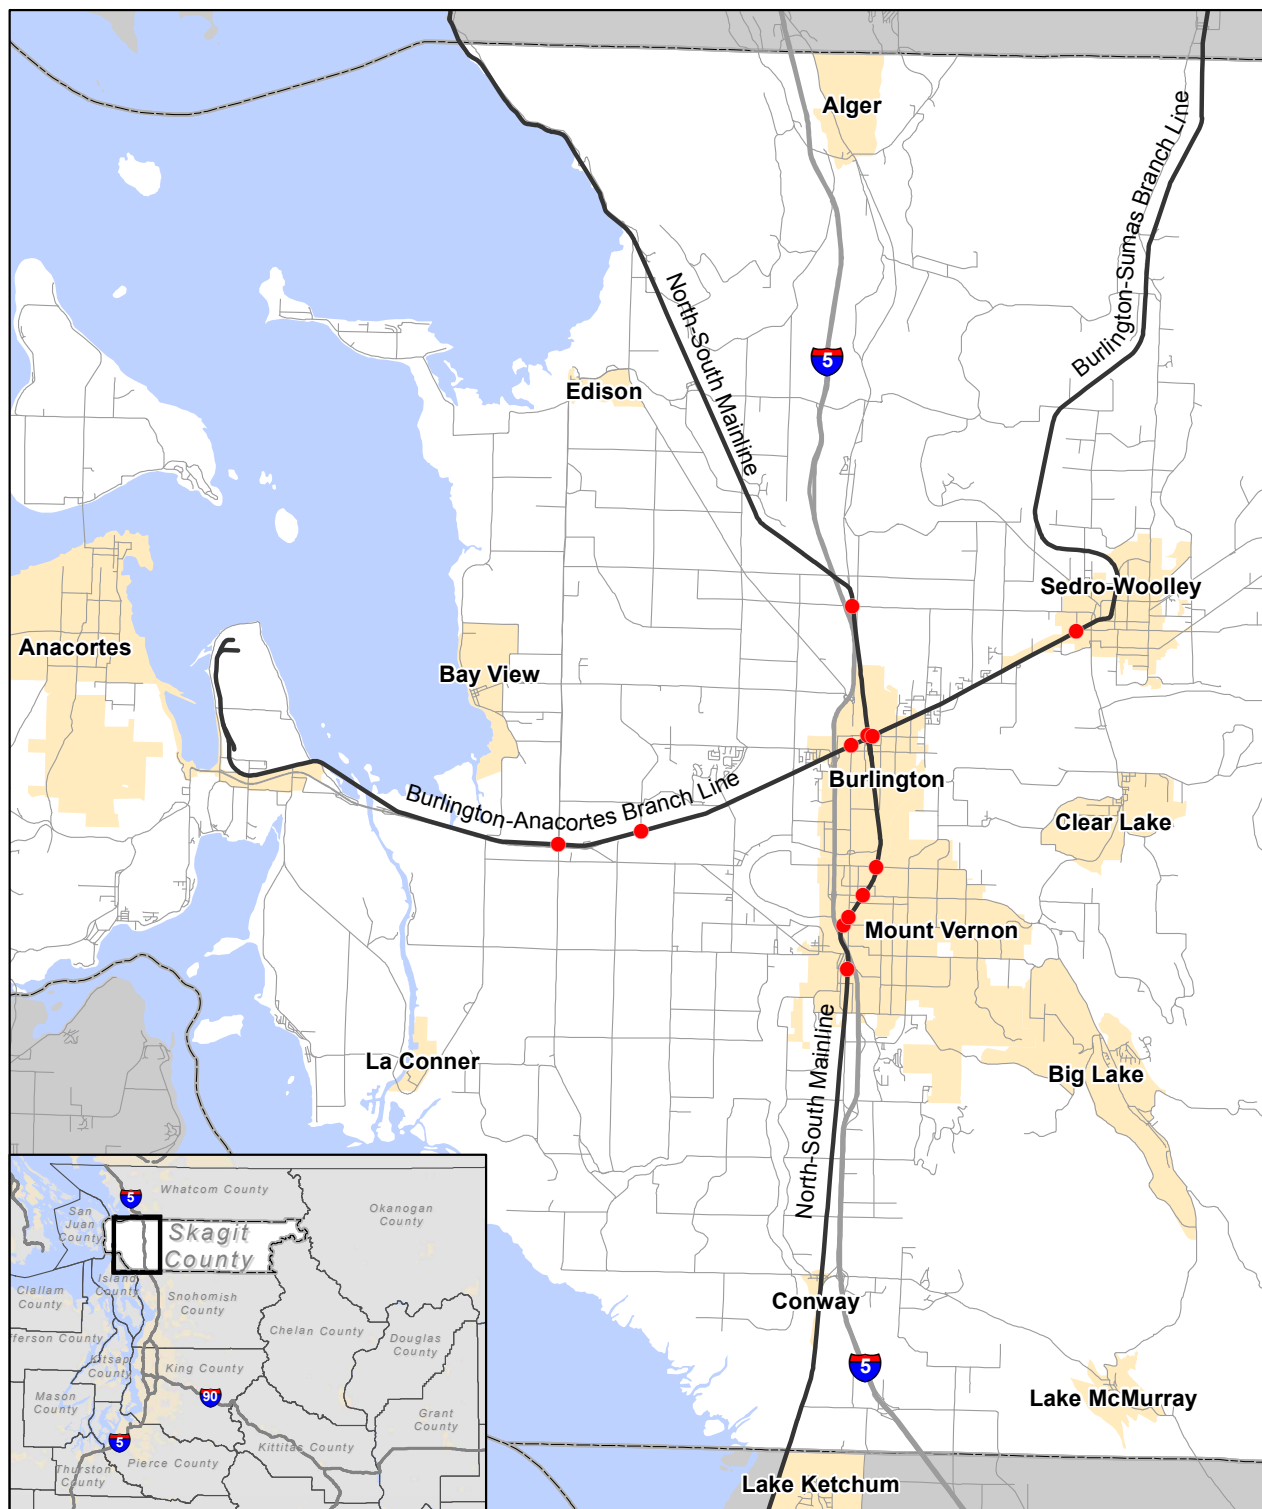 Alger
Burlington-Sumas Branch Line
North-South Mainline
5
Edison
Sedro-Woolley
Anacortes
Bay View
Burlington
Burlington-Anacortes Branch Line
Clear Lake
Mount Vernon
La Conner
North-South Mainline
Big Lake
Conway
5
Lake McMurray
Lake Ketchum
5
Whatcom County
San
Juan
County
Skagit
County
Okanogan
County
Island
County
Clallam
County
Snohomish
County
Chelan County
Douglas
County
fferson County
Kitsap
County
King County
90
Mason
County
Grant
County
5
Kittitas County
Pierce County
Thurston
County